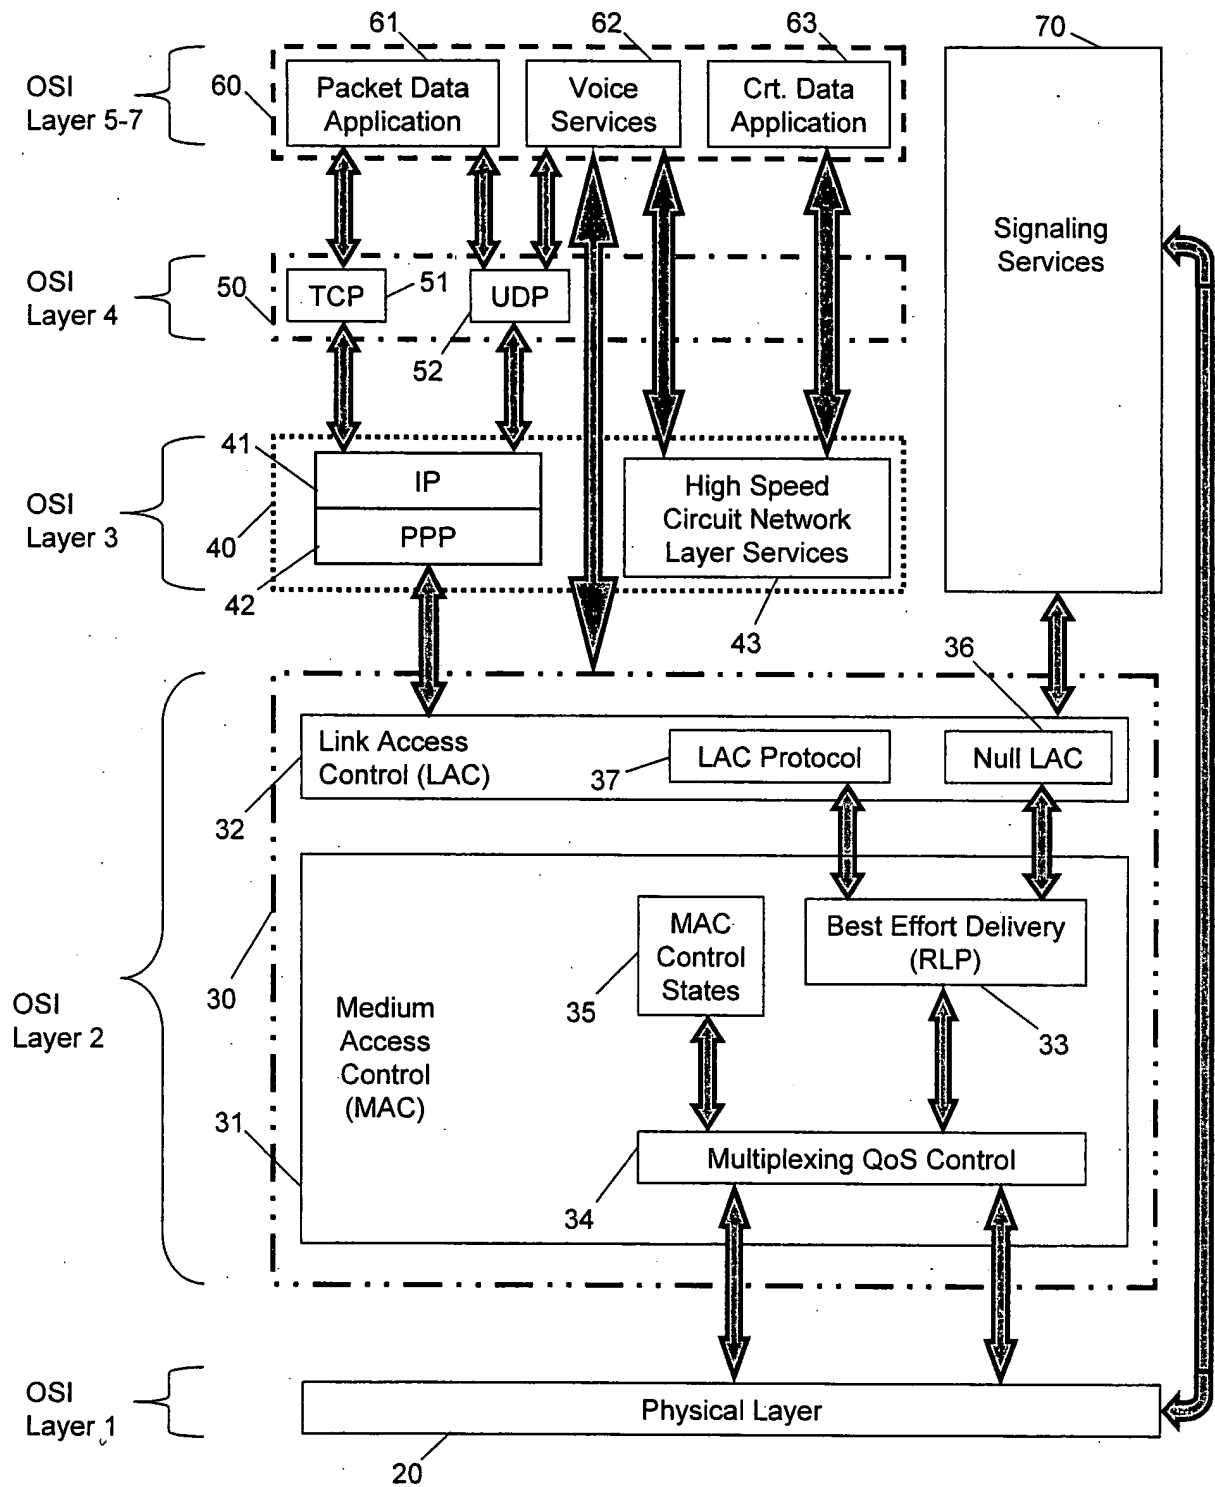 61
62
63
70
OSI
Layer 5-7
60
Packet Data
Application
Voice
Services
Crt. Data
Application
Signaling
Services
OSI
Layer 4
50
TCP
51
UDP
52
OSI
Layer 3
41
40
42
IP
PPP
High Speed
Circuit Network
Layer Services
43
36
Link Access
Control (LAC)
37
LAC Protocol
Null LAC
32
OSI
Layer 2
30
31
Medium
Access
Control
(MAC)
MAC
Control
States
35
Best Effort Delivery
(RLP)
33
Multiplexing QoS Control
34
OSI
Layer 1
Physical Layer
20